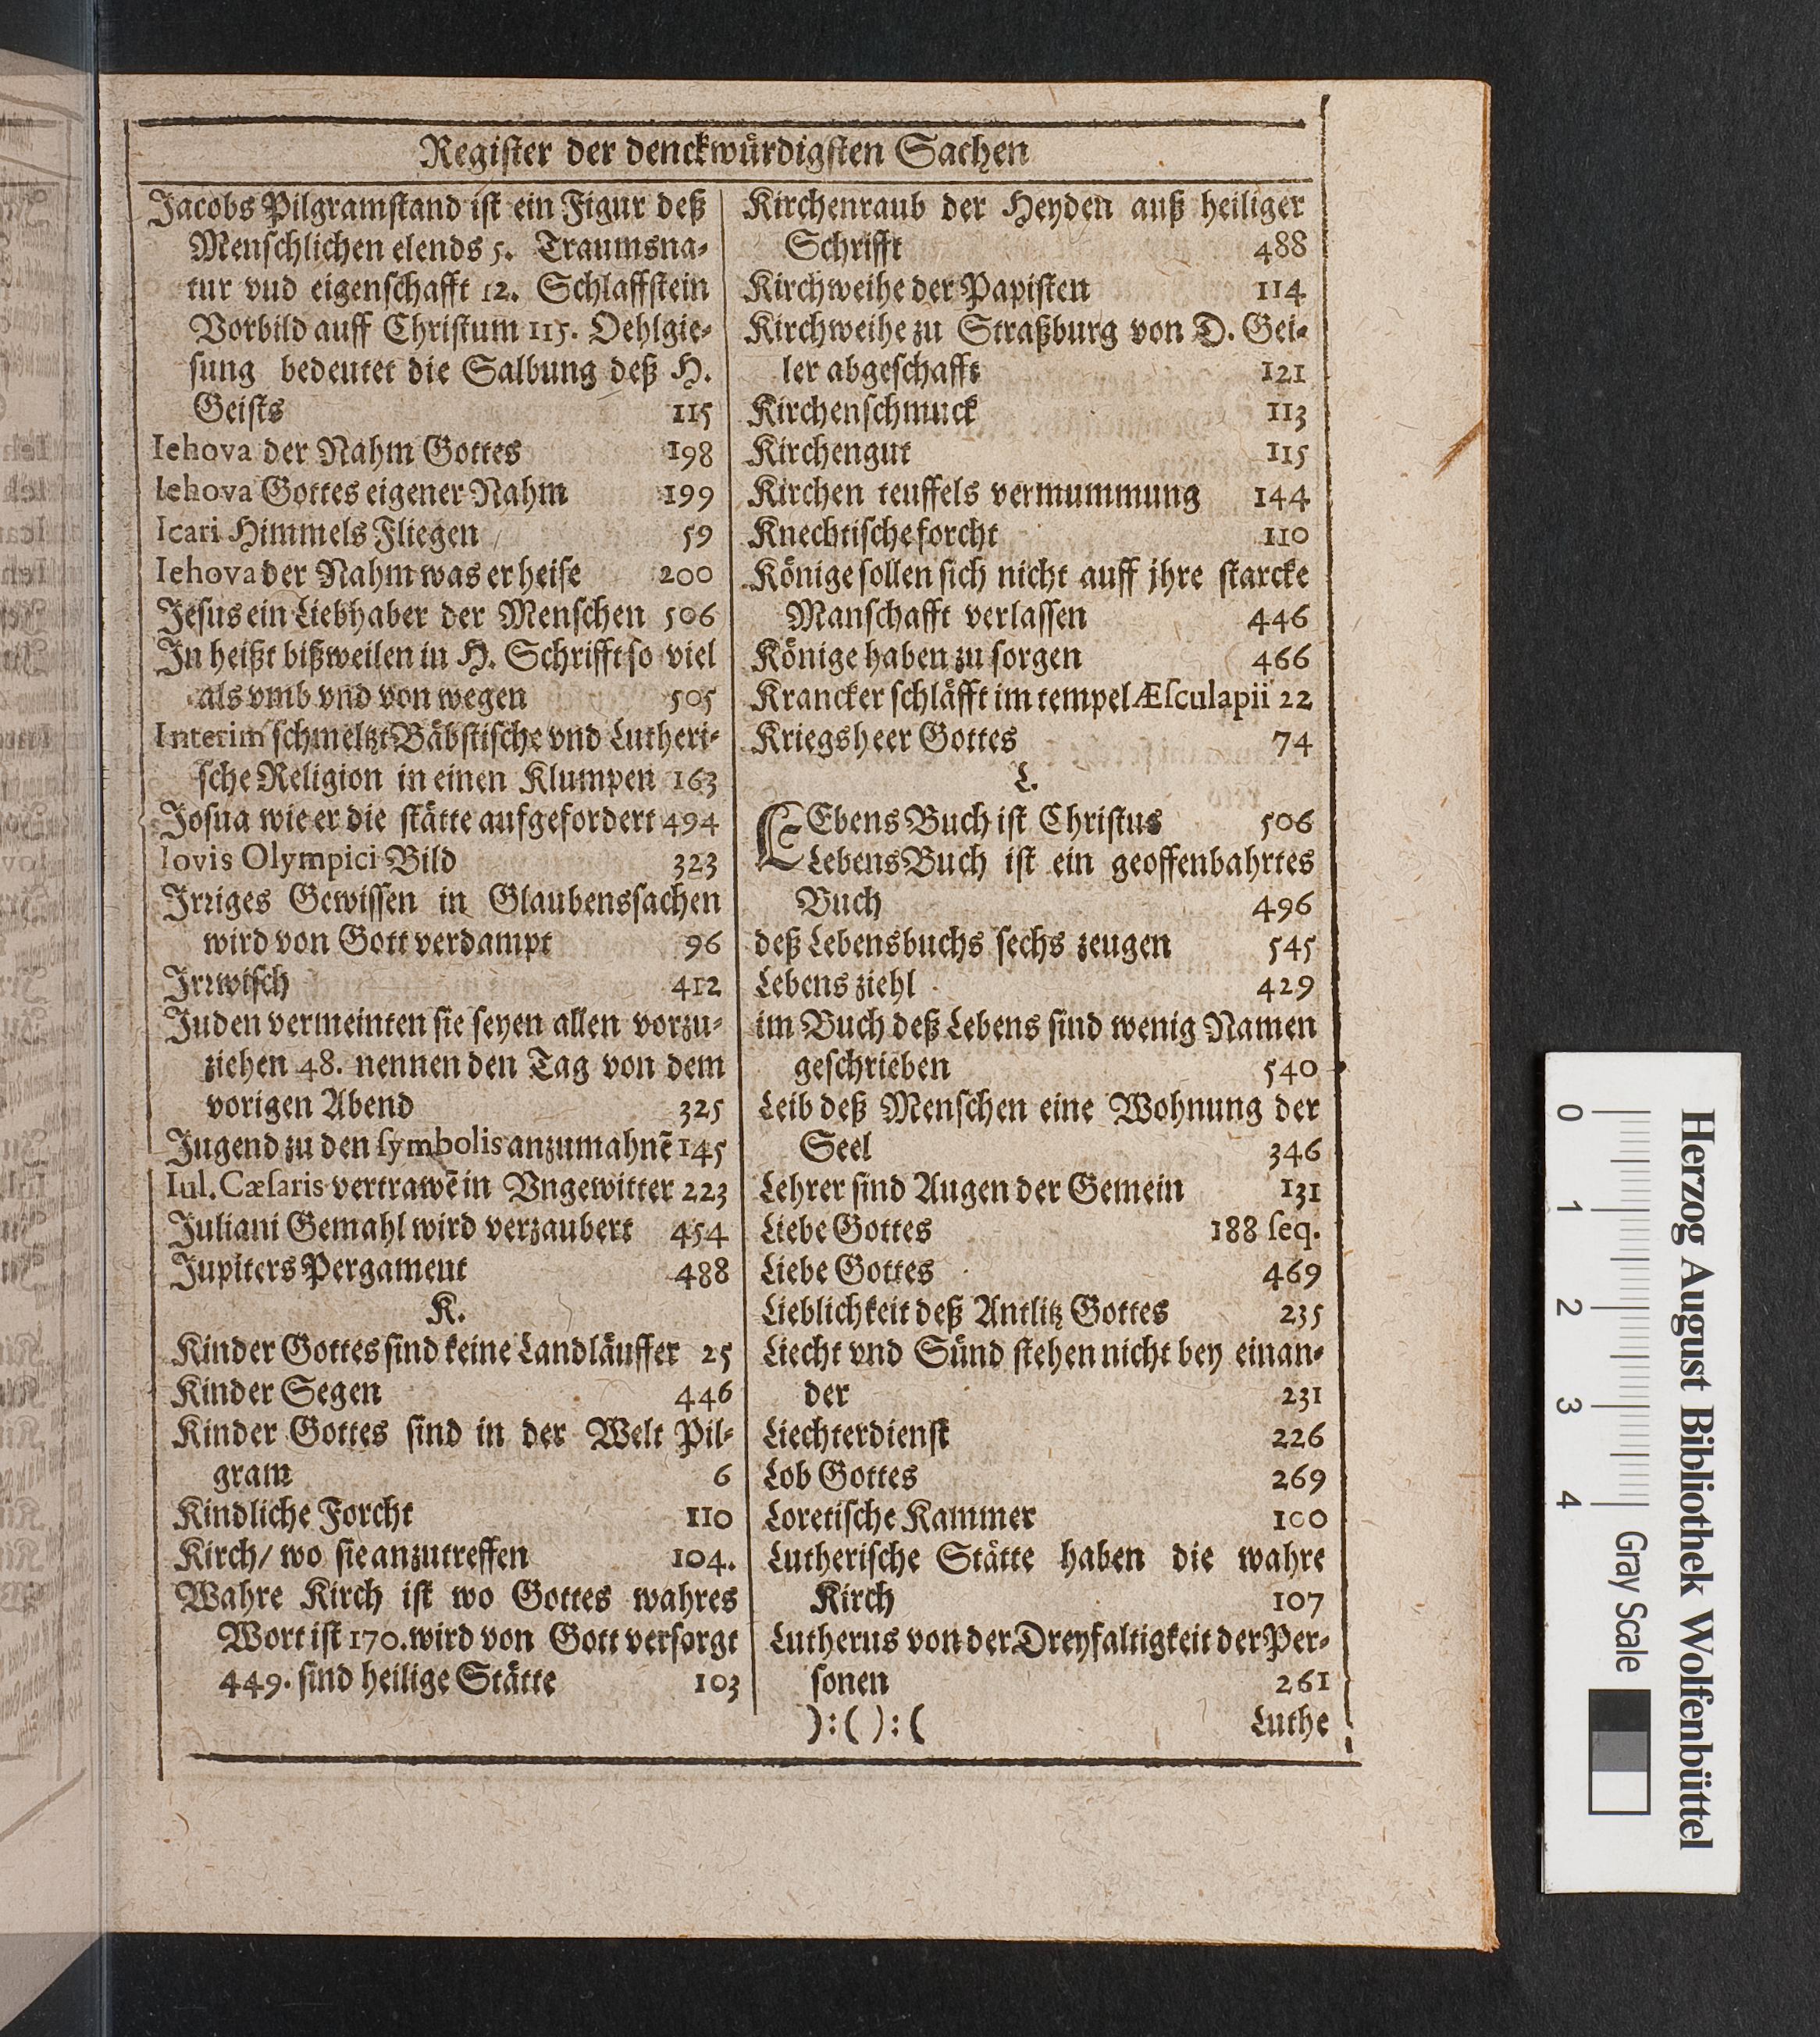 Register der denckwürdigsten Sachen
Jacobs Pilgramstand ist ein Figur deß
Menschlichen elends 5. Traumsna-
tur vnd eigenschafft 12. Schlaffstein
Vorbild auff Christum 115. Oehlgie-
sung bedeutet die Salbung deß H.
Geists 115
Iehova der Nahm Gottes 198
Iehova Gottes eigener Nahm 199
Icari Himmels Fliegen 59
Iehova der Nahm was er heise 200
Jesus ein Liebhaber der Menschen 506
In heißt bißweilen in H. Schrifft so viel
als vmb vnd von wegen 505
Interim schmeltzt Bäbstische vnd Lutheri-
sche Religion in einen Klumpen 163
Josua wie er die stätte aufgefordert 494
Iovis Olympici Bild 323
Irriges Gewissen in Glaubenssachen
wird von Gott verdampt 96
Irrwisch 412
Juden vermeinten sie seyen allen vorzu-
ziehen 48. nennen den Tag von dem
vorigen Abend 325
Jugend zu den symbolis anzumahnē 145
Iul. Cæsaris vertrawē in Vngewitter 223
Juliani Gemahl wird verzaubert 454
Jupiters Pergament 488
K.
Kinder Gottes sind keine Landläuffer 25
Kinder Segen 446
Kinder Gottes sind in der Welt Pil-
gram 6
Kindliche Forcht 110
Kirch/ wo sie anzutreffen 104.
Wahre Kirch ist wo Gottes wahres
Wort ist 170. wird von Gott versorgt
449. sind heilige Stätte 103
Kirchenraub der Heyden auß heiliger
Schrifft 488
Kirchweihe der Papisten 114
Kirchweihe zu Straßburg von D. Gei-
ler abgeschafft 121
Kirchenschmuck 113
Kirchengut 115
Kirchen teuffels vermummung 144
Knechtische forcht 110
Könige sollen sich nicht auff jhre starcke
Manschafft verlassen 446
Könige haben zu sorgen 466
Krancker schläfft im tempel Æsculapii 22
Kriegsheer Gottes 74
L.
LEbens Buch ist Christus 506
Lebens Buch ist ein geoffenbahrtes
Buch 496
deß Lebensbuchs sechs zeugen 545
Lebens ziehl 429
im Buch deß Lebens sind wenig Namen
geschrieben 540
Leib deß Menschen eine Wohnung der
Seel 346
Lehrer sind Augen der Gemein 131
Liebe Gottes 188 seq.
Liebe Gottes 469
Lieblichkeit deß Antlitz Gottes 235
Liecht vnd Sünd stehen nicht bey einan-
der 231
Liechterdienst 226
Lob Gottes 269
Loretische Kammer 100
Lutherische Stätte haben die wahre
Kirch 107
Lutherus von der Dreyfaltigkeit der Per-
sonen 261
):( ):( Luthe
Herzog August Bibliothek Wolfenbüttel
0 1 2 3 4 Gray Scale